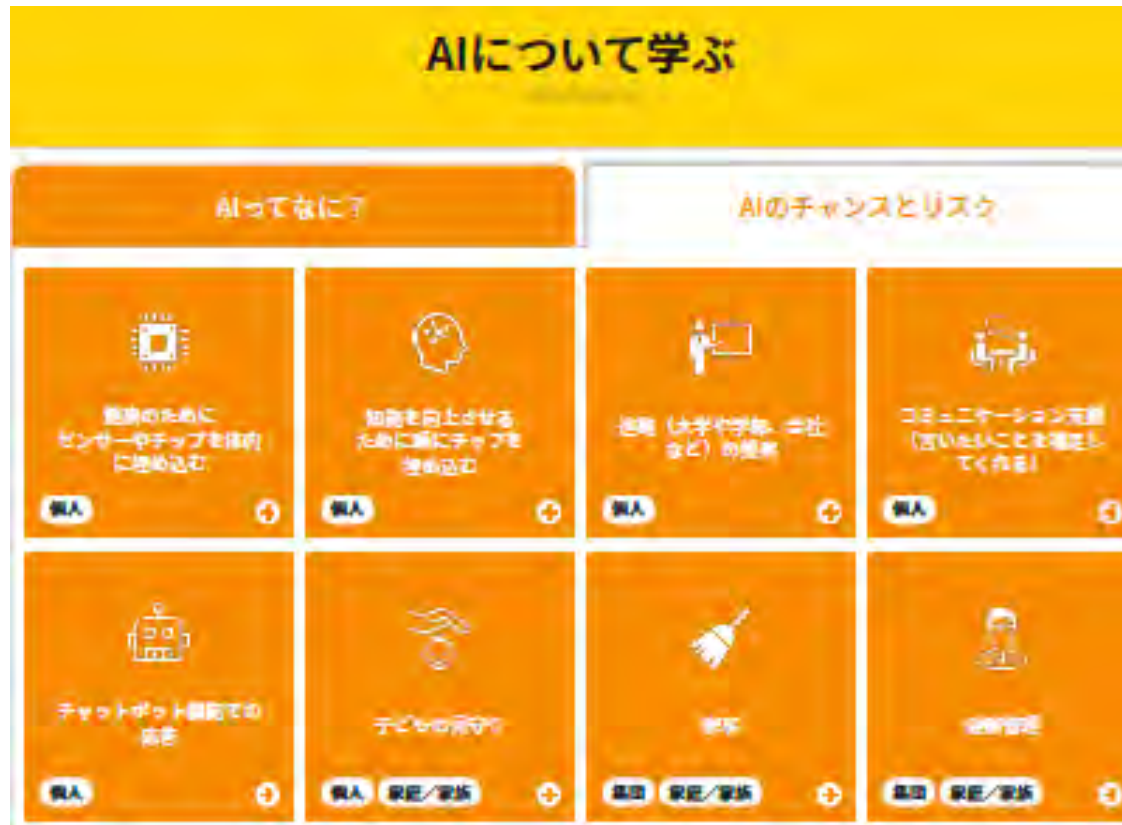 AIについて学ぶ
AIってなに？
AIのチャンスとリスク
健康のために
センサーやチップを体内
に埋め込む
個人
知能を向上させる
ために脳にチップを
埋め込む
個人
進路（大学や学部、会社
など）の提案
個人
コミュニケーション支援
（言いたいことを補正し
てく作る）
個人
チャットボット機能での
応答
個人
子どもの見守り
個人
家庭／家族
家事
集団
家庭／家族
健康管理
集団
家庭／家族